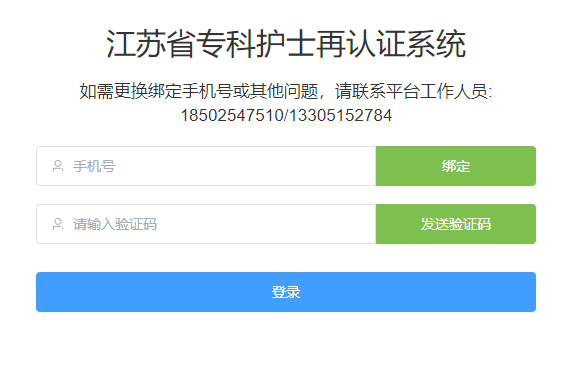 江苏省专科护士再认证系统
如需更换绑定手机号或其他问题，请联系平台工作人员:
18502547510/13305152784
手机号
绑定
请输入验证码
发送验证码
登录